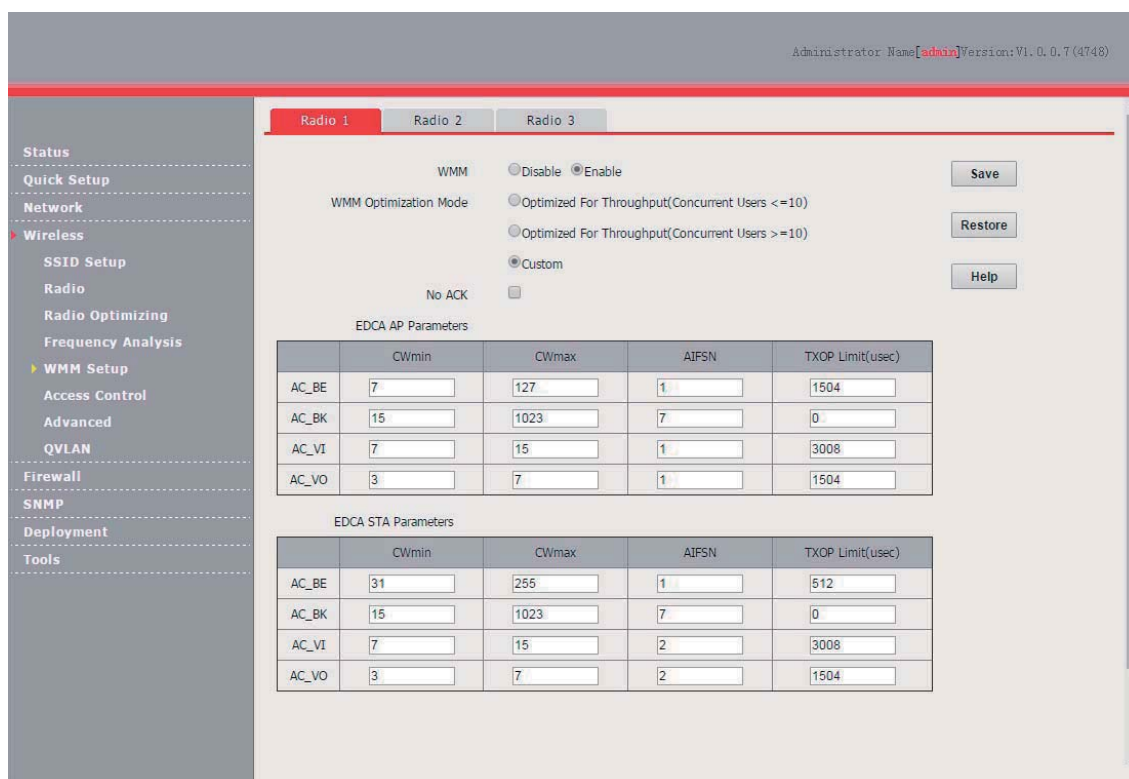 Administrator Name[admin]Version:V1.0.0.7(4748)
Radio 1 Radio 2 Radio 3
Status
Quick Setup
Network
Wireless
SSID Setup
Radio
Radio Optimizing
Frequency Analysis
WMM Setup
Access Control
Advanced
QVLAN
Firewall
SNMP
Deployment
Tools
WMM Disable Enable
WMM Optimization Mode Optimized For Throughput(Concurrent Users <=10)
Optimized For Throughput(Concurrent Users >=10)
Custom
No ACK
Save
Restore
Help
EDCA AP Parameters
CWmin CWmax AIFSN TXOP Limit(usec)
AC_BE 7 127 1 1504
AC_BK 15 1023 7 0
AC_VI 7 15 1 3008
AC_VO 3 7 1 1504
EDCA STA Parameters
CWmin CWmax AIFSN TXOP Limit(usec)
AC_BE 31 255 1 512
AC_BK 15 1023 7 0
AC_VI 7 15 2 3008
AC_VO 3 7 2 1504